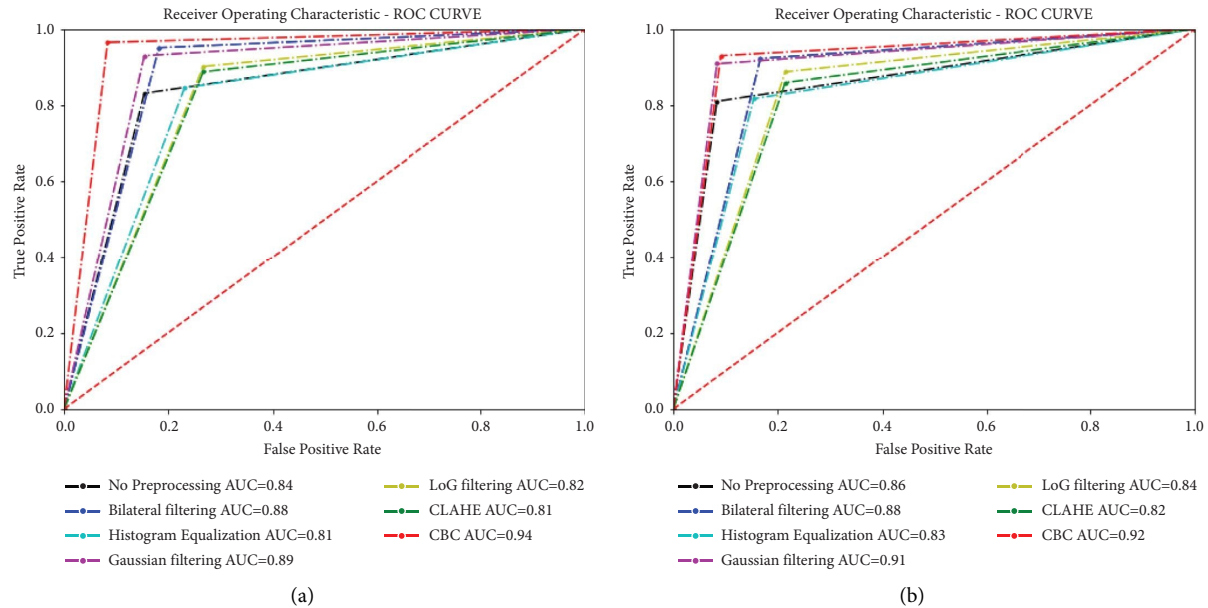 Receiver Operating Characteristic - ROC CURVE
1.0
0.8
0.6
0.4
0.2
0.0
True Positive Rate
0.0 0.2 0.4 0.6 0.8 1.0
False Positive Rate
No Preprocessing AUC=0.84
Bilateral filtering AUC=0.88
Histogram Equalization AUC=0.81
Gaussian filtering AUC=0.89
LoG filtering AUC=0.82
CLAHE AUC=0.81
CBC AUC=0.94
(a)
Receiver Operating Characteristic - ROC CURVE
1.0
0.8
0.6
0.4
0.2
0.0
True Positive Rate
0.0 0.2 0.4 0.6 0.8 1.0
False Positive Rate
No Preprocessing AUC=0.86
Bilateral filtering AUC=0.88
Histogram Equalization AUC=0.83
Gaussian filtering AUC=0.91
LoG filtering AUC=0.84
CLAHE AUC=0.82
CBC AUC=0.92
(b)